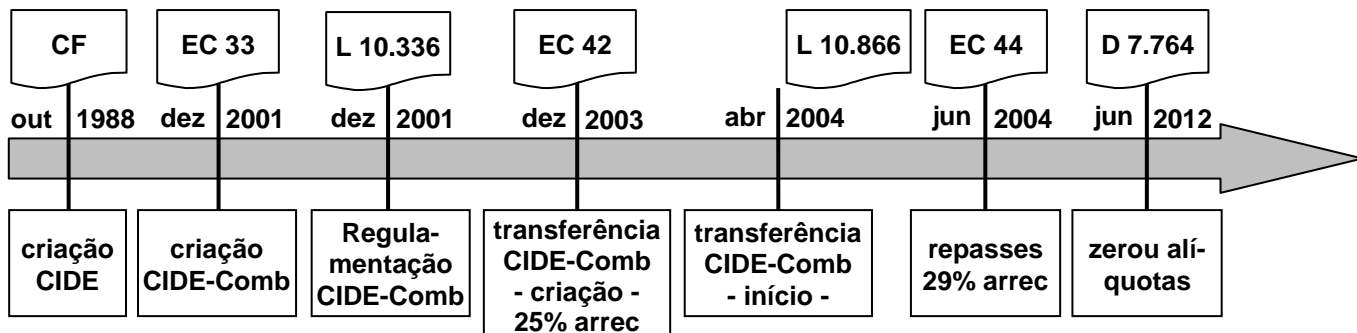 CF
EC 33
L 10.336
EC 42
L 10.866
EC 44
D 7.764
out 1988
dez 2001
dez 2001
dez 2003
abr 2004
jun 2004
jun 2012
criação
CIDE
criação
CIDE-Comb
Regula-
mentação
CIDE-Comb
transferência
CIDE-Comb
- criação -
25% arrec
transferência
CIDE-Comb
- início -
repasses
29% arrec
zerou alí-
quotas